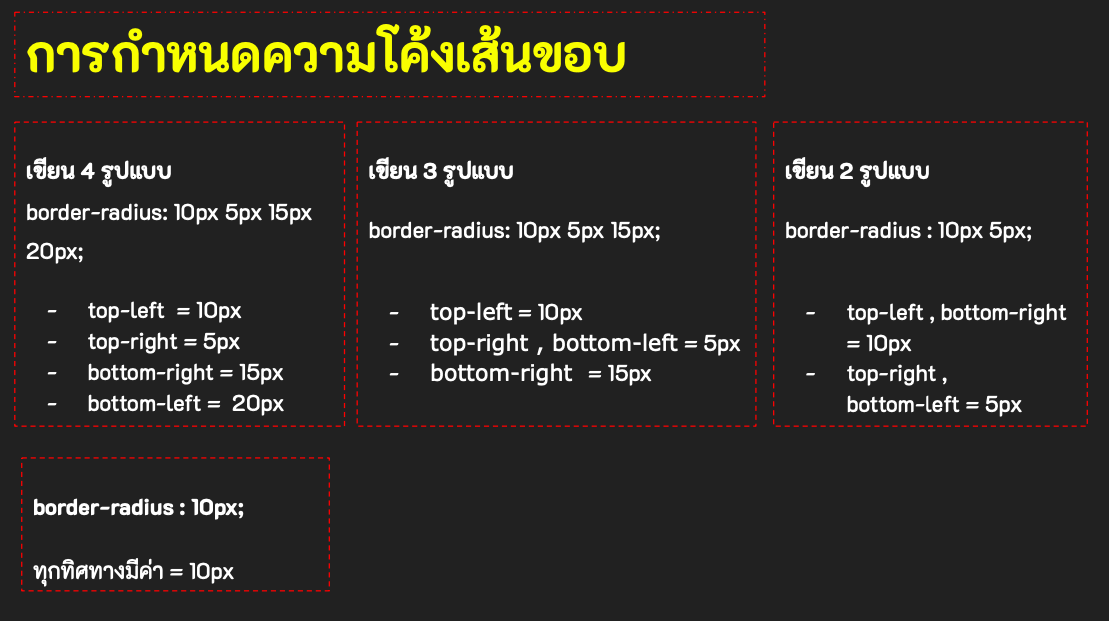 การกำหนดความโค้งเส้นขอบ
เขียน 4 รูปแบบ
border-radius: 10px 5px 15px
20px;
- top-left = 10px
- top-right = 5px
- bottom-right = 15px
- bottom-left = 20px
เขียน 3 รูปแบบ
border-radius: 10px 5px 15px;
- top-left = 10px
- top-right , bottom-left = 5px
- bottom-right = 15px
เขียน 2 รูปแบบ
border-radius : 10px 5px;
- top-left , bottom-right
= 10px
- top-right ,
bottom-left = 5px
border-radius : 10px;
ทุกทิศทางมีค่า = 10px